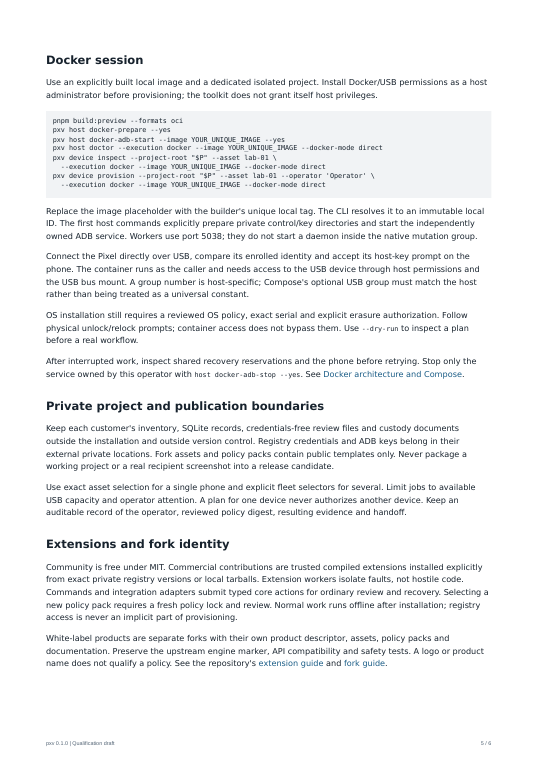 Docker session
Use an explicitly built local image and a dedicated isolated project. Install Docker/USB permissions as a host
administrator before provisioning; the toolkit does not grant itself host privileges.
pnpm build:preview --formats oci
pxv host docker-prepare --yes
pxv host docker-adb-start --image YOUR_UNIQUE_IMAGE --yes
pxv host doctor --execution docker --image YOUR_UNIQUE_IMAGE --docker-mode direct
pxv device inspect --project-root "$P" --asset lab-01 \
  --execution docker --image YOUR_UNIQUE_IMAGE --docker-mode direct
pxv device provision --project-root "$P" --asset lab-01 --operator 'Operator' \
  --execution docker --image YOUR_UNIQUE_IMAGE --docker-mode direct
Replace the image placeholder with the builder's unique local tag. The CLI resolves it to an immutable local
ID. The first host commands explicitly prepare private control/key directories and start the independently
owned ADB service. Workers use port 5038; they do not start a daemon inside the native mutation group.
Connect the Pixel directly over USB, compare its enrolled identity and accept its host-key prompt on the
phone. The container runs as the caller and needs access to the USB device through host permissions and
the USB bus mount. A group number is host-specific; Compose's optional USB group must match the host
rather than being treated as a universal constant.
OS installation still requires a reviewed OS policy, exact serial and explicit erasure authorization. Follow
physical unlock/relock prompts; container access does not bypass them. Use --dry-run to inspect a plan
before a real workflow.
After interrupted work, inspect shared recovery reservations and the phone before retrying. Stop only the
service owned by this operator with host docker-adb-stop --yes. See Docker architecture and Compose.
Private project and publication boundaries
Keep each customer's inventory, SQLite records, credentials-free review files and custody documents
outside the installation and outside version control. Registry credentials and ADB keys belong in their
external private locations. Fork assets and policy packs contain public templates only. Never package a
working project or a real recipient screenshot into a release candidate.
Use exact asset selection for a single phone and explicit fleet selectors for several. Limit jobs to available
USB capacity and operator attention. A plan for one device never authorizes another device. Keep an
auditable record of the operator, reviewed policy digest, resulting evidence and handoff.
Extensions and fork identity
Community is free under MIT. Commercial contributions are trusted compiled extensions installed explicitly
from exact private registry versions or local tarballs. Extension workers isolate faults, not hostile code.
Commands and integration adapters submit typed core actions for ordinary review and recovery. Selecting a
new policy pack requires a fresh policy lock and review. Normal work runs offline after installation; registry
access is never an implicit part of provisioning.
White-label products are separate forks with their own product descriptor, assets, policy packs and
documentation. Preserve the upstream engine marker, API compatibility and safety tests. A logo or product
name does not qualify a policy. See the repository's extension guide and fork guide.
pxv 0.1.0 | Qualification draft
5 / 6